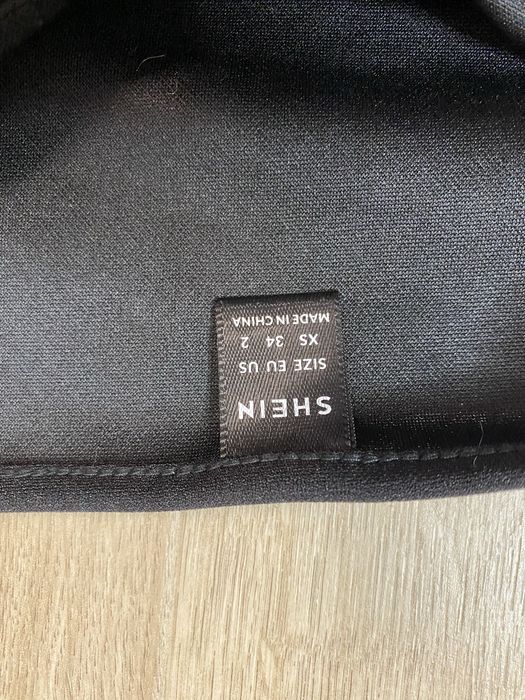 SHEIN
SIZE EU US
XS 34 2
MADE IN CHINA